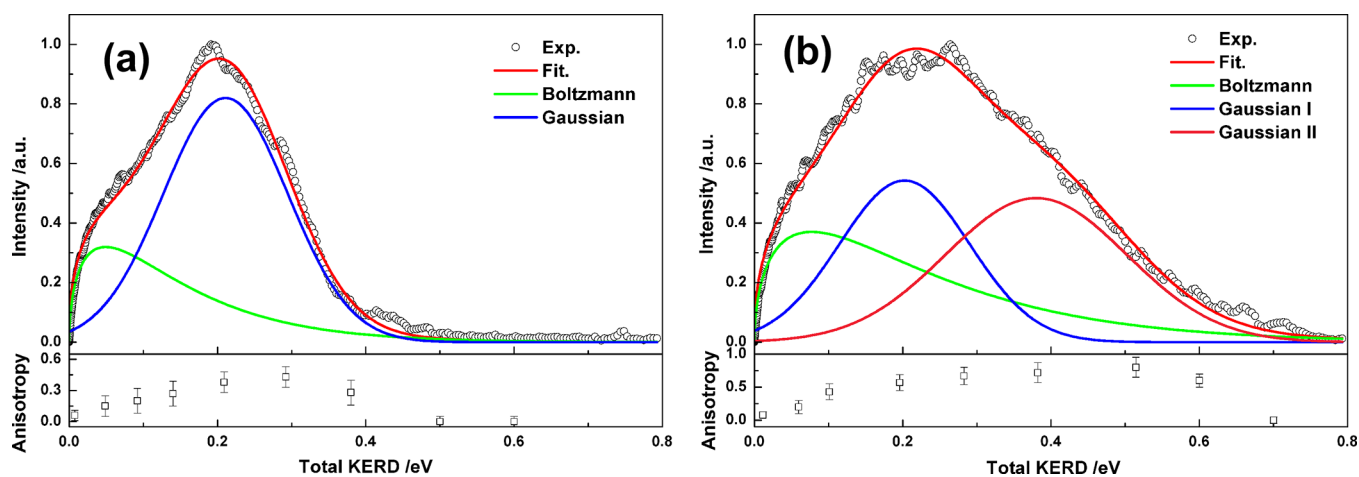 (a)
Exp.
Fit.
Boltzmann
Gaussian
Intensity /a.u.
1.0
0.8
0.6
0.4
0.2
0.0
Anisotropy
0.6
0.3
0.0
0.0 0.2 0.4 0.6 0.8
Total KERD /eV
(b)
Exp.
Fit.
Boltzmann
Gaussian I
Gaussian II
Intensity /a.u.
1.0
0.8
0.6
0.4
0.2
0.0
Anisotropy
1.0
0.5
0.0
0.0 0.2 0.4 0.6 0.8
Total KERD /eV